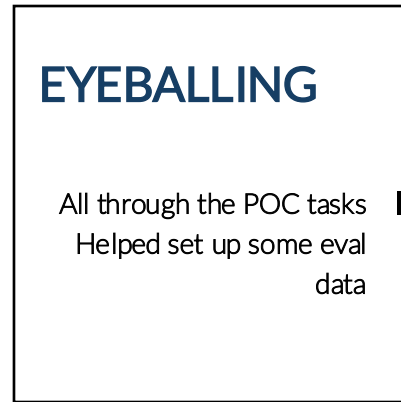 EYEBALLING
All through the POC tasks
Helped set up some eval
data